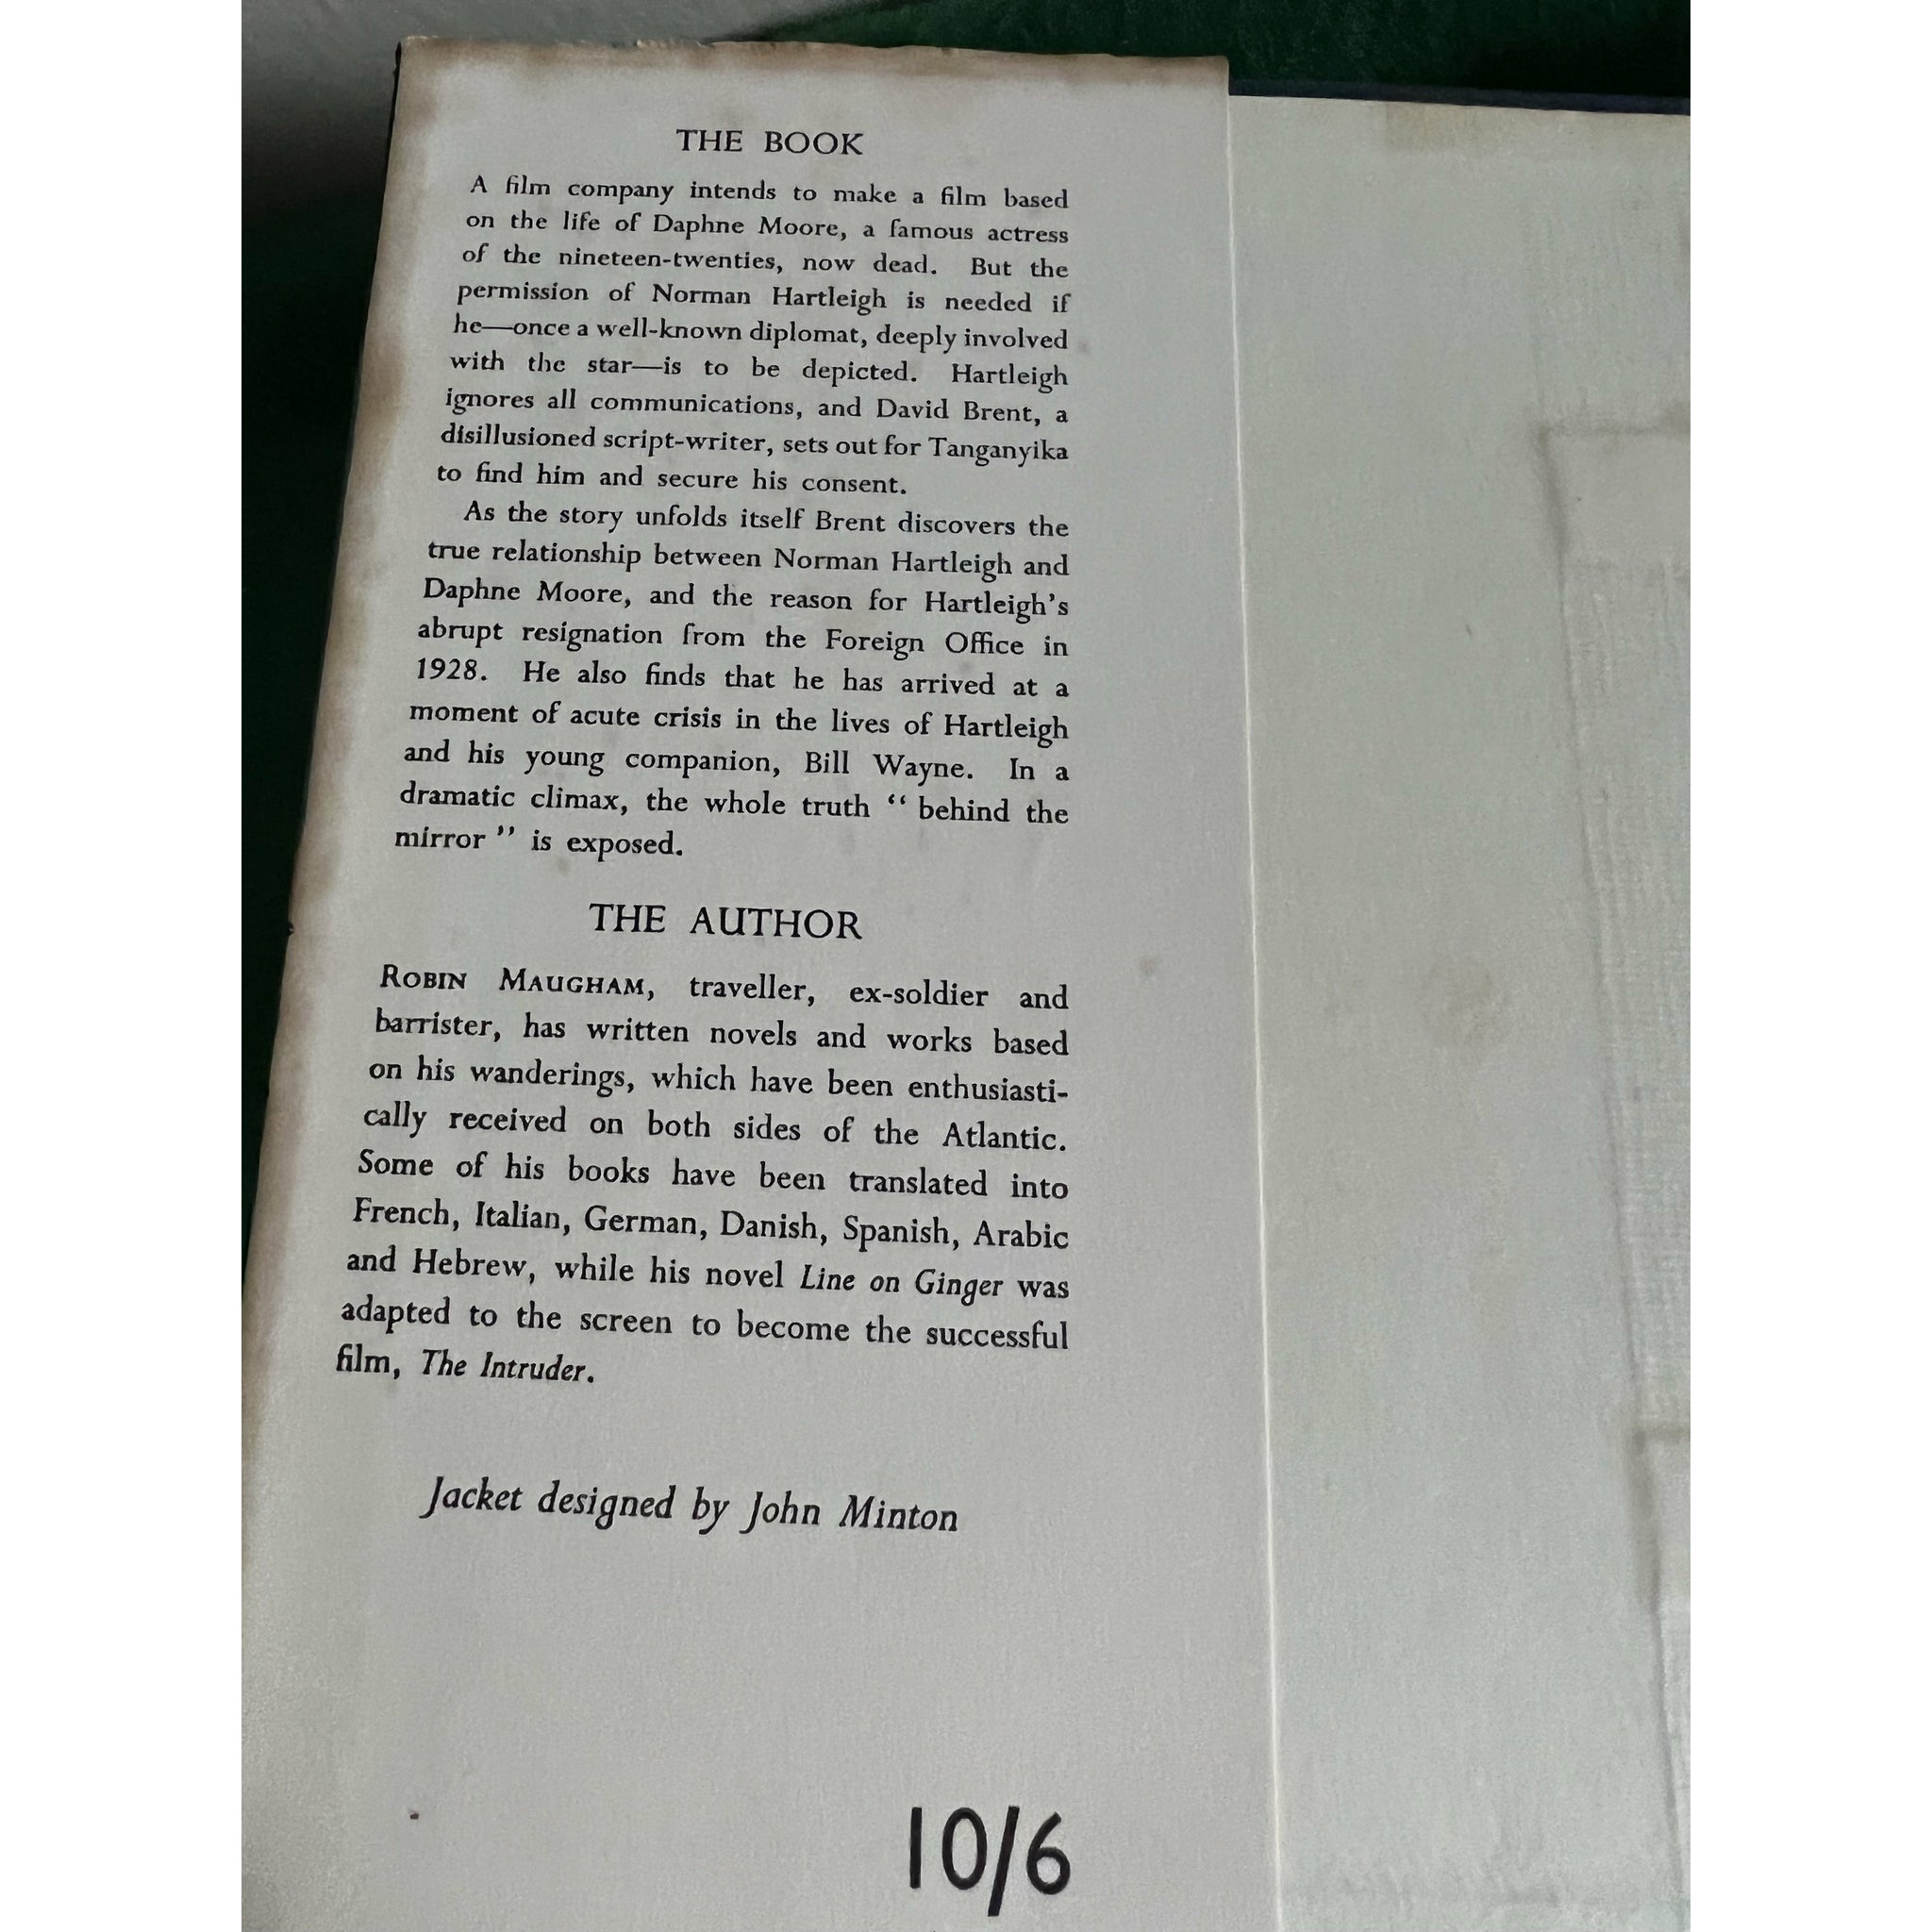 THE BOOK
A film company intends to make a film based
on the life of Daphne Moore, a famous actress
of the nineteen-twenties, now dead. But the
permission of Norman Hartleigh is needed if
he—once a well-known diplomat, deeply involved
with the star—is to be depicted. Hartleigh
ignores all communications, and David Brent, a
disillusioned script-writer, sets out for Tanganyika
to find him and secure his consent.
As the story unfolds itself Brent discovers the
true relationship between Norman Hartleigh and
Daphne Moore, and the reason for Hartleigh's
abrupt resignation from the Foreign Office in
1928. He also finds that he has arrived at a
moment of acute crisis in the lives of Hartleigh
and his young companion, Bill Wayne. In a
dramatic climax, the whole truth “ behind the
mirror ” is exposed.
THE AUTHOR
ROBIN MAUGHAM, traveller, ex-soldier and
barrister, has written novels and works based
on his wanderings, which have been enthusiasti-
cally received on both sides of the Atlantic.
Some of his books have been translated into
French, Italian, German, Danish, Spanish, Arabic
and Hebrew, while his novel Line on Ginger was
adapted to the screen to become the successful
film, The Intruder.
Jacket designed by John Minton
10/6